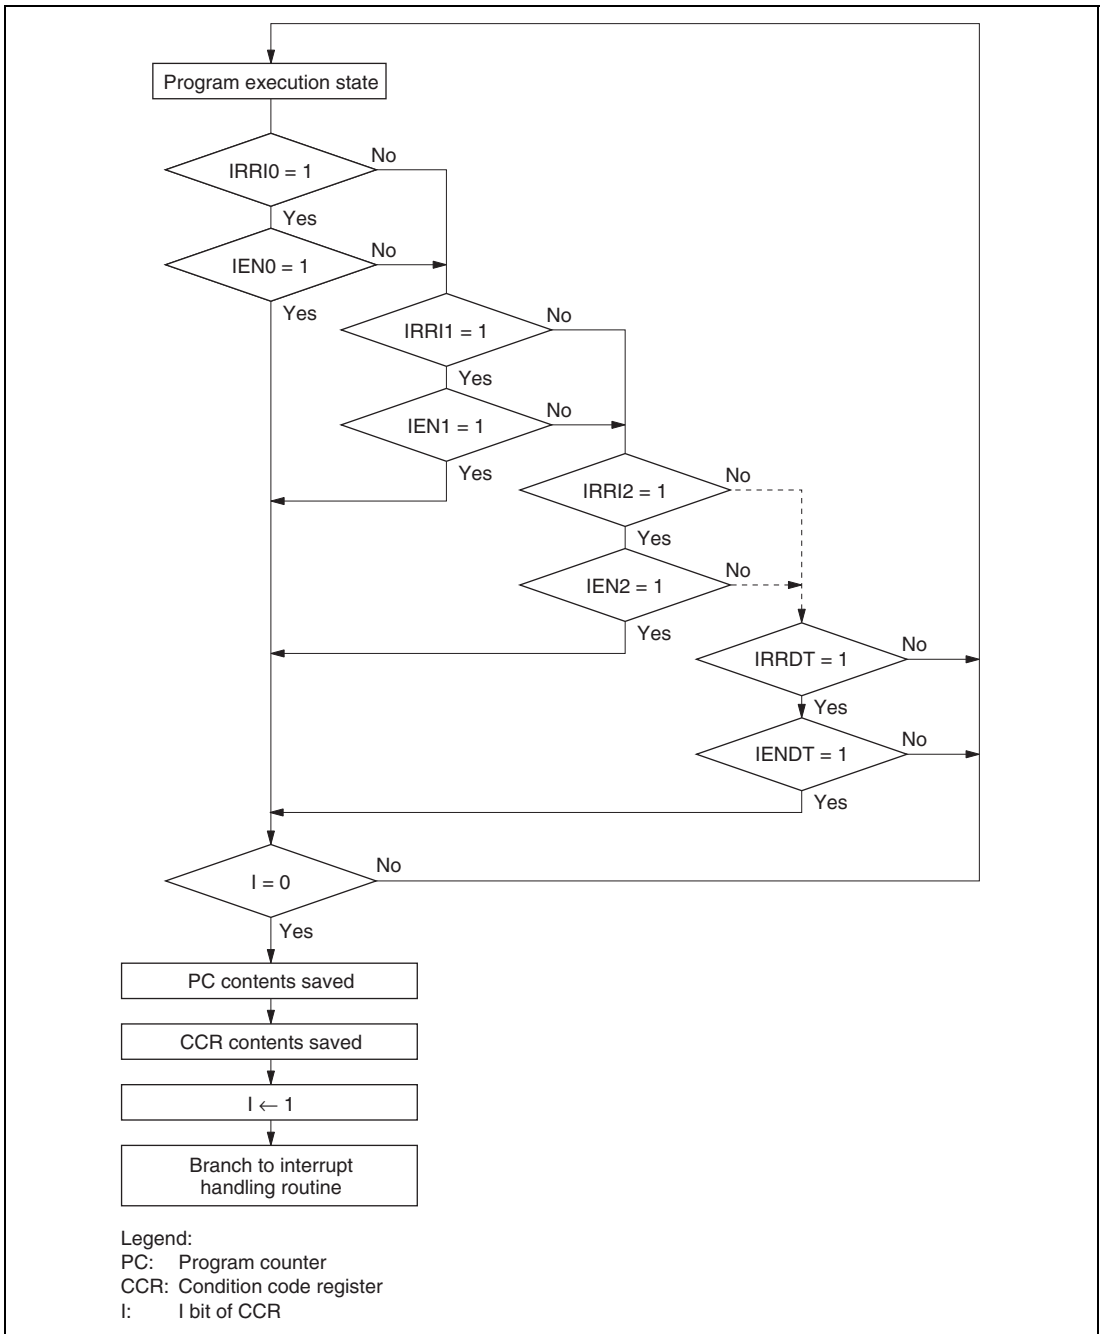 Program execution state
IRRI0 = 1
No
Yes
IEN0 = 1
No
Yes
IRRI1 = 1
No
Yes
IEN1 = 1
No
Yes
IRRI2 = 1
No
Yes
IEN2 = 1
No
Yes
IRRDT = 1
No
Yes
IENDT = 1
No
Yes
I = 0
No
Yes
PC contents saved
CCR contents saved
I ← 1
Branch to interrupt
handling routine
Legend:
PC: Program counter
CCR: Condition code register
I: I bit of CCR